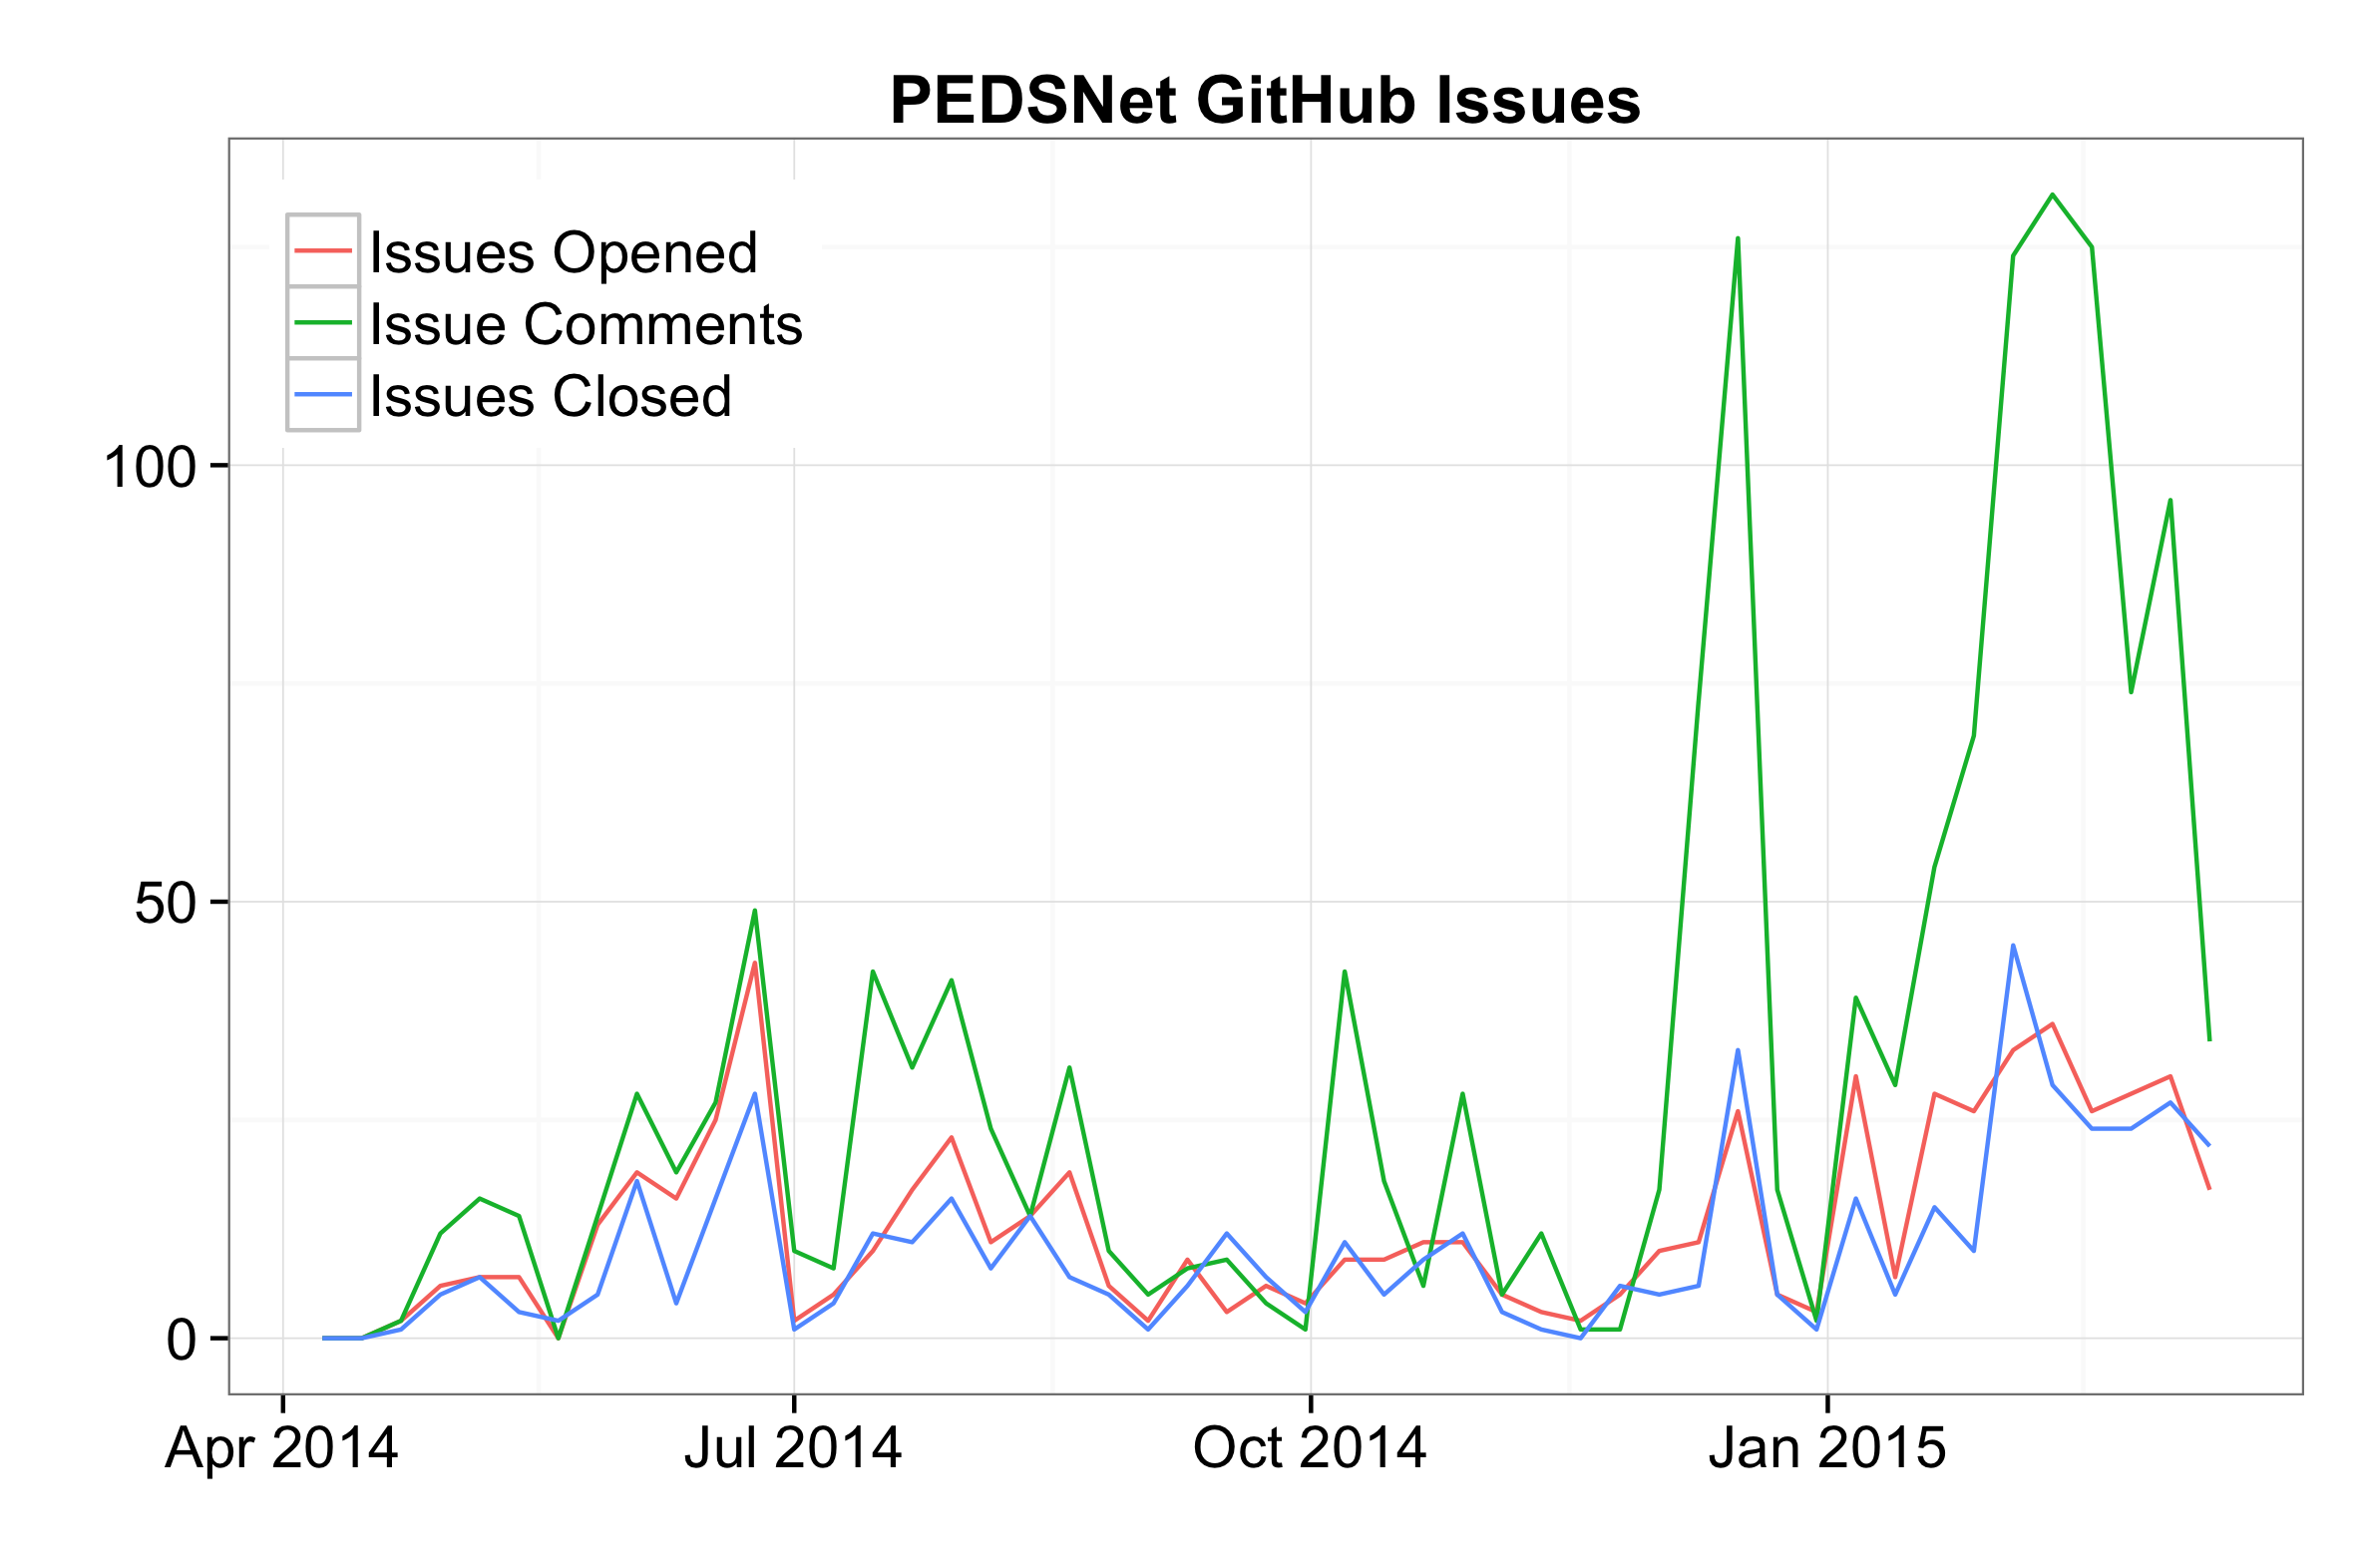 PEDSNet GitHub Issues
Issues Opened
Issue Comments
Issues Closed
100
50
0
Apr 2014
Jul 2014
Oct 2014
Jan 2015